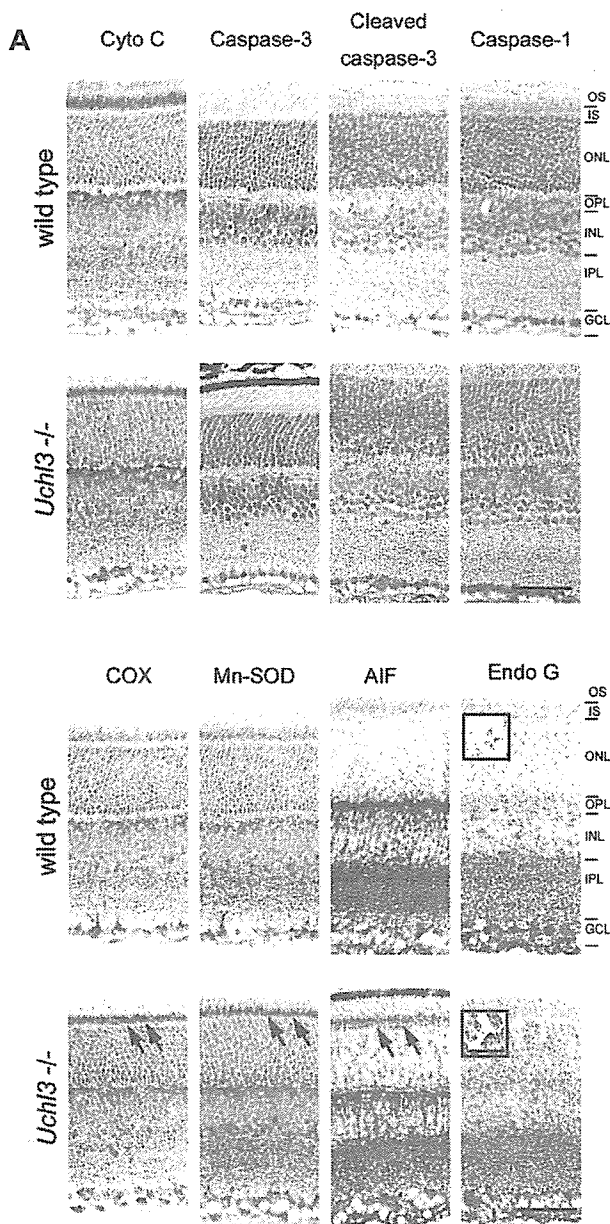 A
Cyto C Caspase-3 Cleaved caspase-3 Caspase-1
wild type
OS
IS
ONL
OPL
INL
IPL
GCL
Uchl3 -/-
COX Mn-SOD AIF Endo G
wild type
OS
IS
ONL
OPL
INL
IPL
GCL
Uchl3 -/-